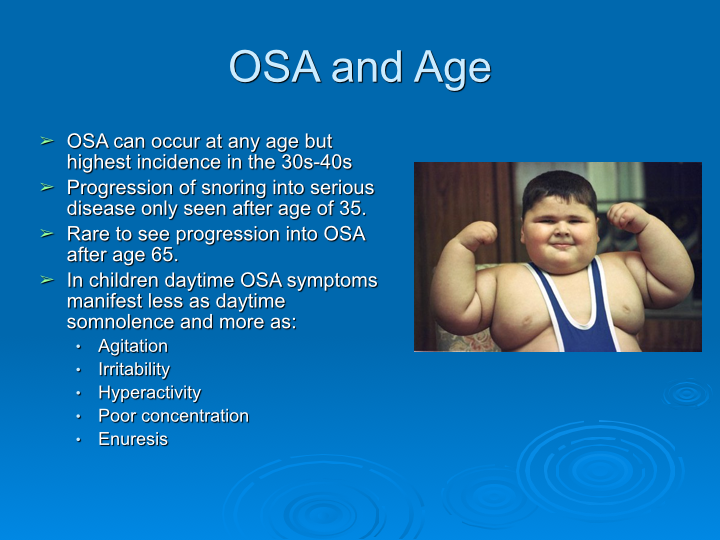 OSA and Age
➢ OSA can occur at any age but
highest incidence in the 30s-40s
➢ Progression of snoring into serious
disease only seen after age of 35.
➢ Rare to see progression into OSA
after age 65.
➢ In children daytime OSA symptoms
manifest less as daytime
somnolence and more as:
• Agitation
• Irritability
• Hyperactivity
• Poor concentration
• Enuresis